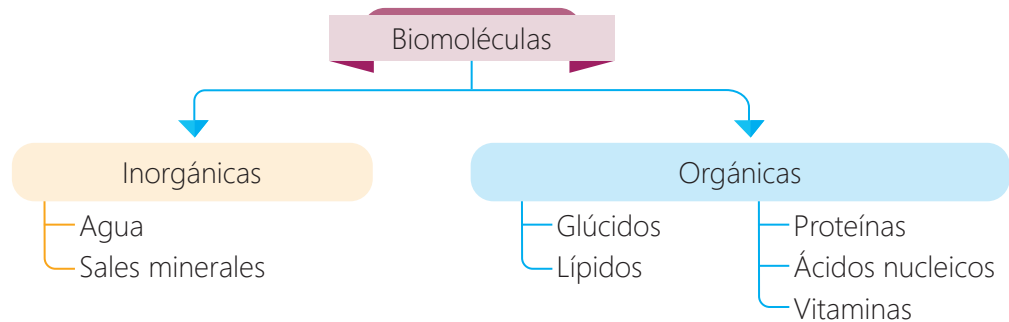 Biomoléculas
Inorgánicas
Agua
Sales minerales
Orgánicas
Glúcidos
Lípidos
Proteínas
Ácidos nucleicos
Vitaminas